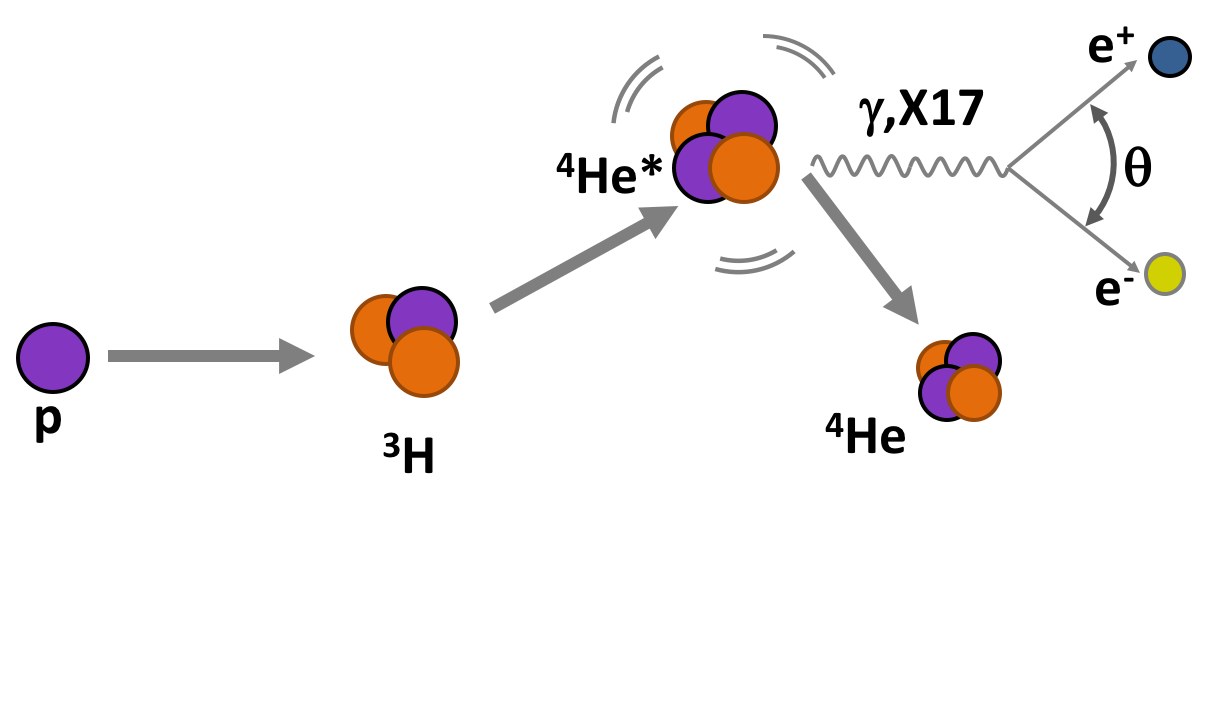 e⁺
γ,X17
⁴He*
θ
e⁻
p
³H
⁴He